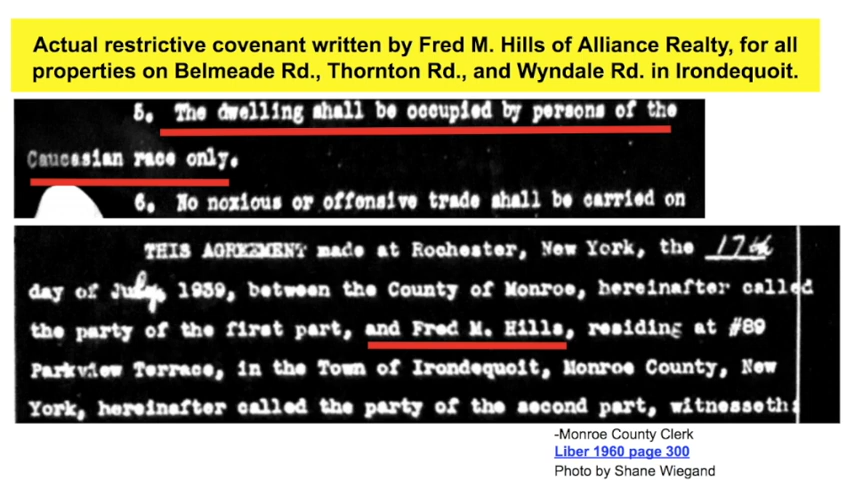 Actual restrictive covenant written by Fred M. Hills of Alliance Realty, for all
properties on Belmeade Rd., Thornton Rd., and Wyndale Rd. in Irondequoit.
5. The dwelling shall be occupied by persons of the
Caucasian race only.
6. No noxious or offensive trade shall be carried on
THIS AGREEMENT made at Rochester, New York, the 17th
day of July, 1939, between the County of Monroe, hereinafter called
the party of the first part, and Fred M. Hills, residing at #89
Parkview Terrace, in the Town of Irondequoit, Monroe County, New
York, hereinafter called the party of the second part, witnesseth:
-Monroe County Clerk
Liber 1960 page 300
Photo by Shane Wiegand